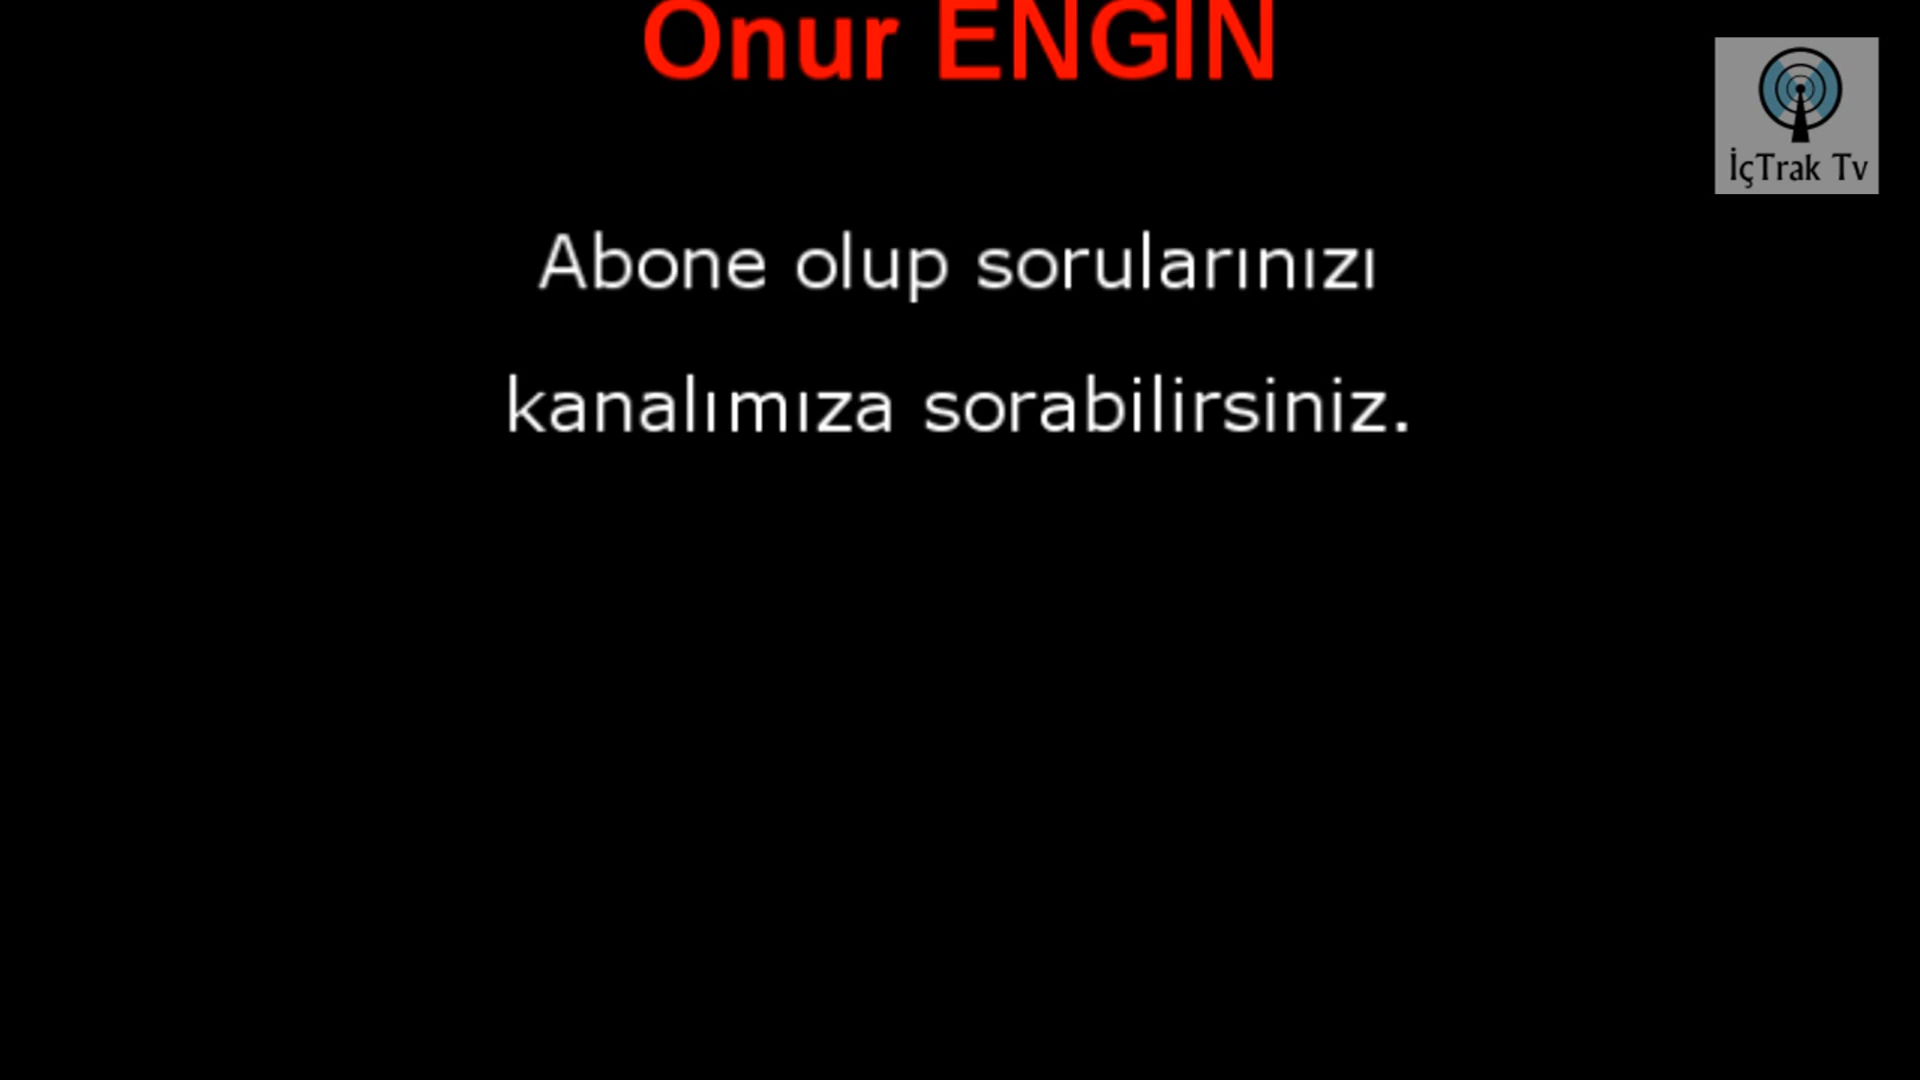 Onur ENGİN
Abone olup sorularınızı
kanalımıza sorabilirsiniz.
İçTrak Tv